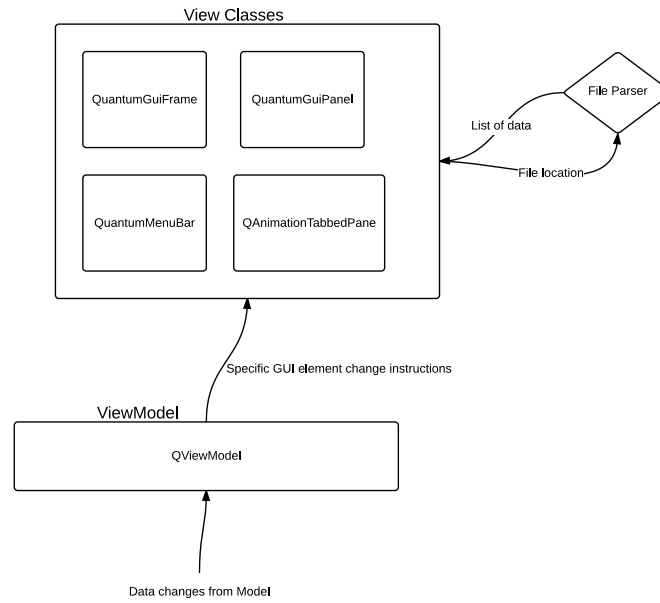 View Classes
QuantumGuiFrame
QuantumGuiPanel
File Parser
List of data
File location
QuantumMenuBar
QAnimationTabbedPane
Specific GUI element change instructions
ViewModel
QViewModel
Data changes from Model